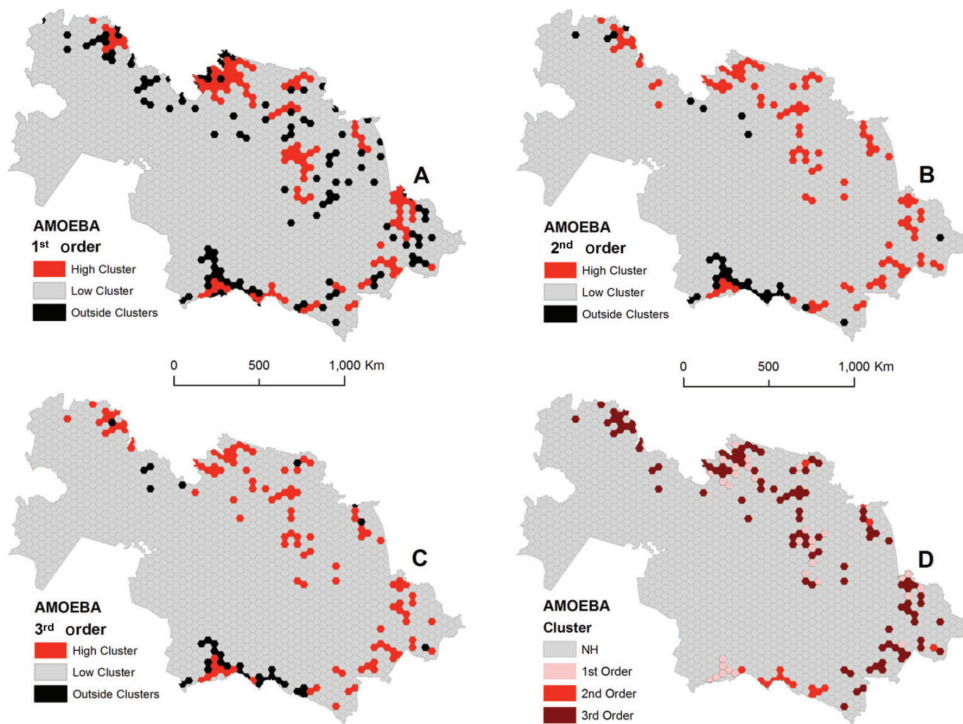 A
AMOEBA
1st order
High Cluster
Low Cluster
Outside Clusters
B
AMOEBA
2nd order
High Cluster
Low Cluster
Outside Clusters
0 500 1,000 Km
0 500 1,000 Km
C
AMOEBA
3rd order
High Cluster
Low Cluster
Outside Clusters
D
AMOEBA
Cluster
NH
1st Order
2nd Order
3rd Order